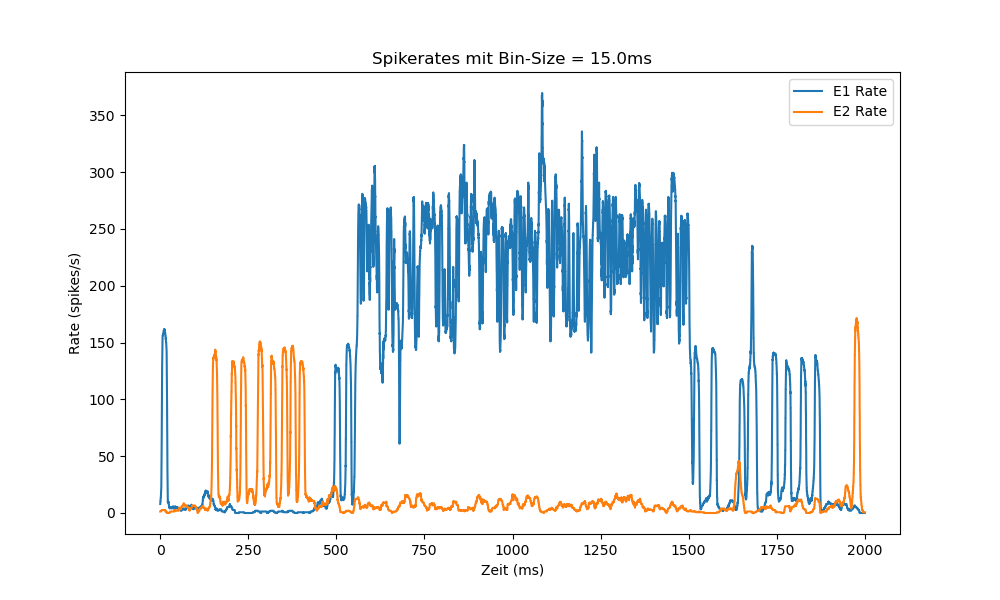 Spikerates mit Bin-Size = 15.0ms
E1 Rate
E2 Rate
350
300
250
200
150
100
50
0
Rate (spikes/s)
0 250 500 750 1000 1250 1500 1750 2000
Zeit (ms)